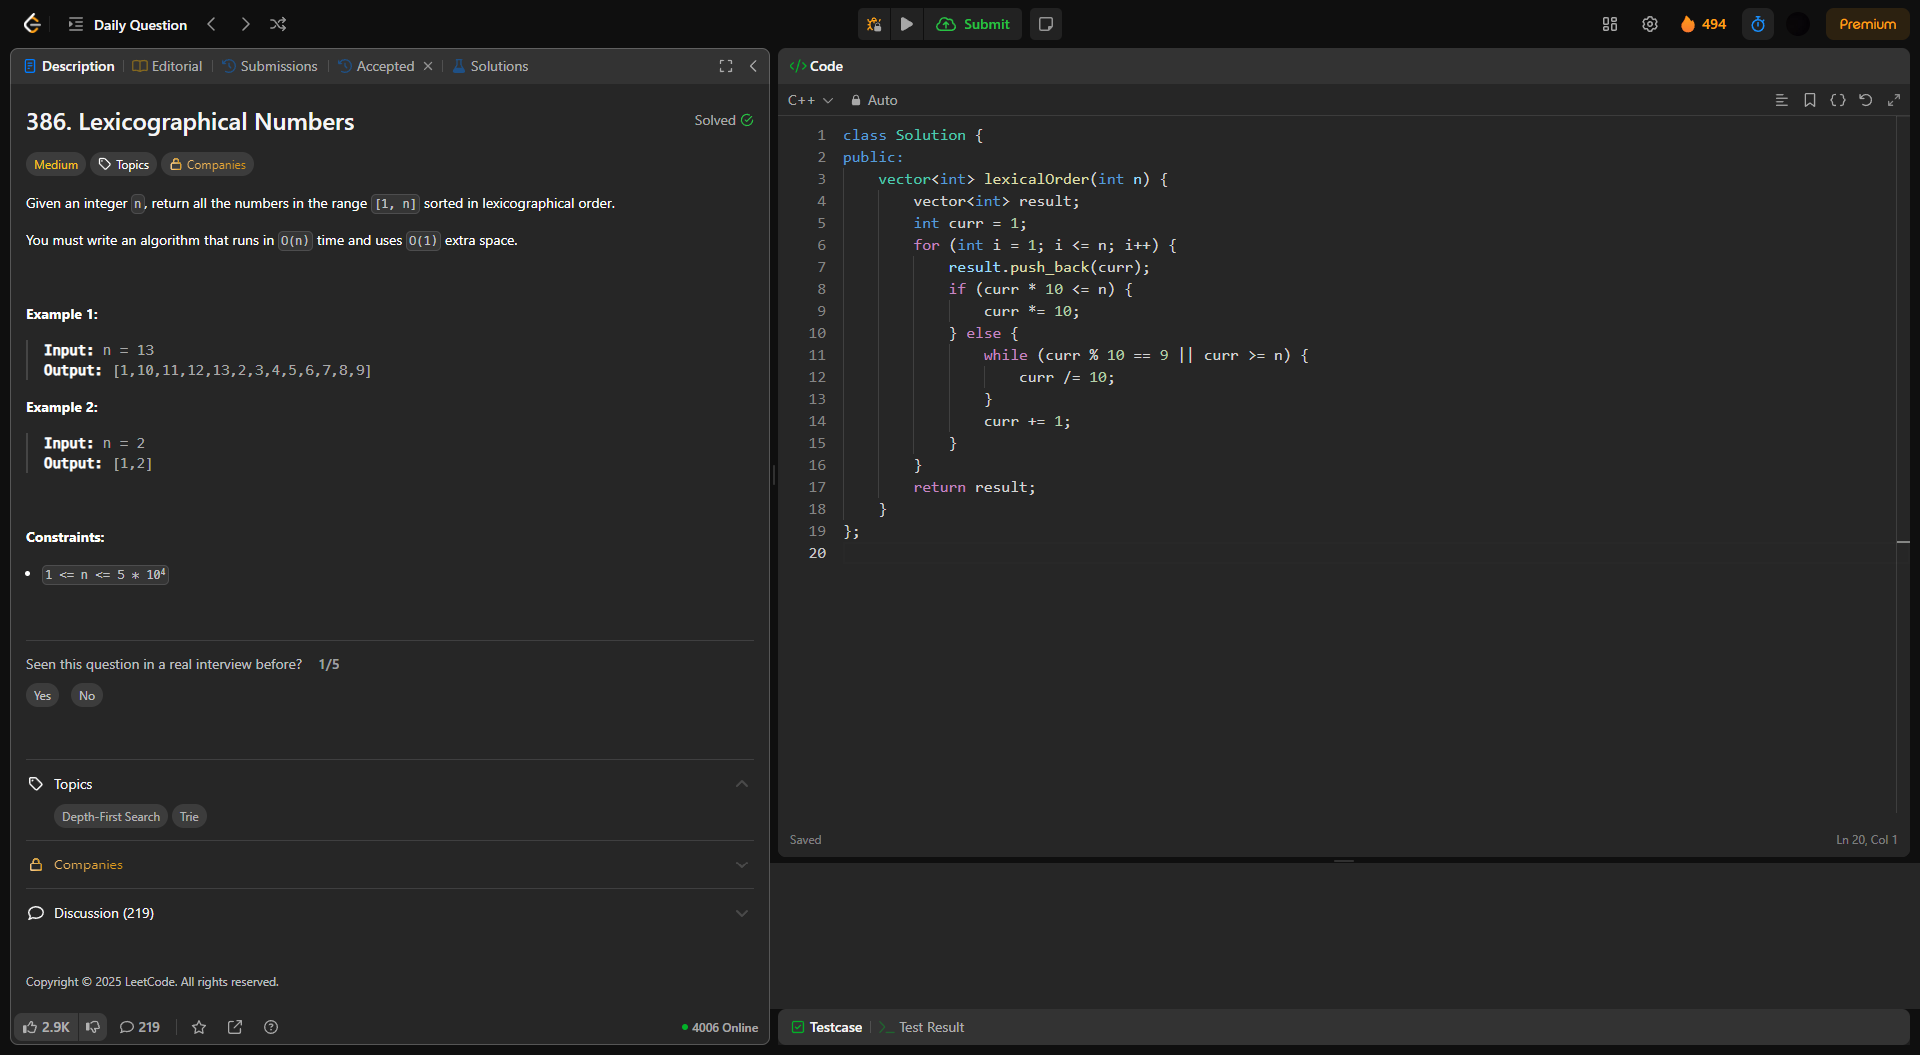 Daily Question
Submit
494
Premium
Description
Editorial
Submissions
Accepted
Solutions
386. Lexicographical Numbers
Solved
Medium
Topics
Companies
Given an integer n, return all the numbers in the range [1, n] sorted in lexicographical order.
You must write an algorithm that runs in O(n) time and uses O(1) extra space.
Example 1:
Input: n = 13
Output: [1,10,11,12,13,2,3,4,5,6,7,8,9]
Example 2:
Input: n = 2
Output: [1,2]
Constraints:
1 <= n <= 5 * 10⁴
Seen this question in a real interview before? 1/5
Yes No
Topics
Depth-First Search Trie
Companies
Discussion (219)
Copyright © 2025 LeetCode. All rights reserved.
2.9K
219
4006 Online
</> Code
C++ Auto
1 class Solution {
2 public:
3 vector<int> lexicalOrder(int n) {
4 vector<int> result;
5 int curr = 1;
6 for (int i = 1; i <= n; i++) {
7 result.push_back(curr);
8 if (curr * 10 <= n) {
9 curr *= 10;
10 } else {
11 while (curr % 10 == 9 || curr >= n) {
12 curr /= 10;
13 }
14 curr += 1;
15 }
16 }
17 return result;
18 }
19 };
20
Saved
Ln 20, Col 1
Testcase
Test Result